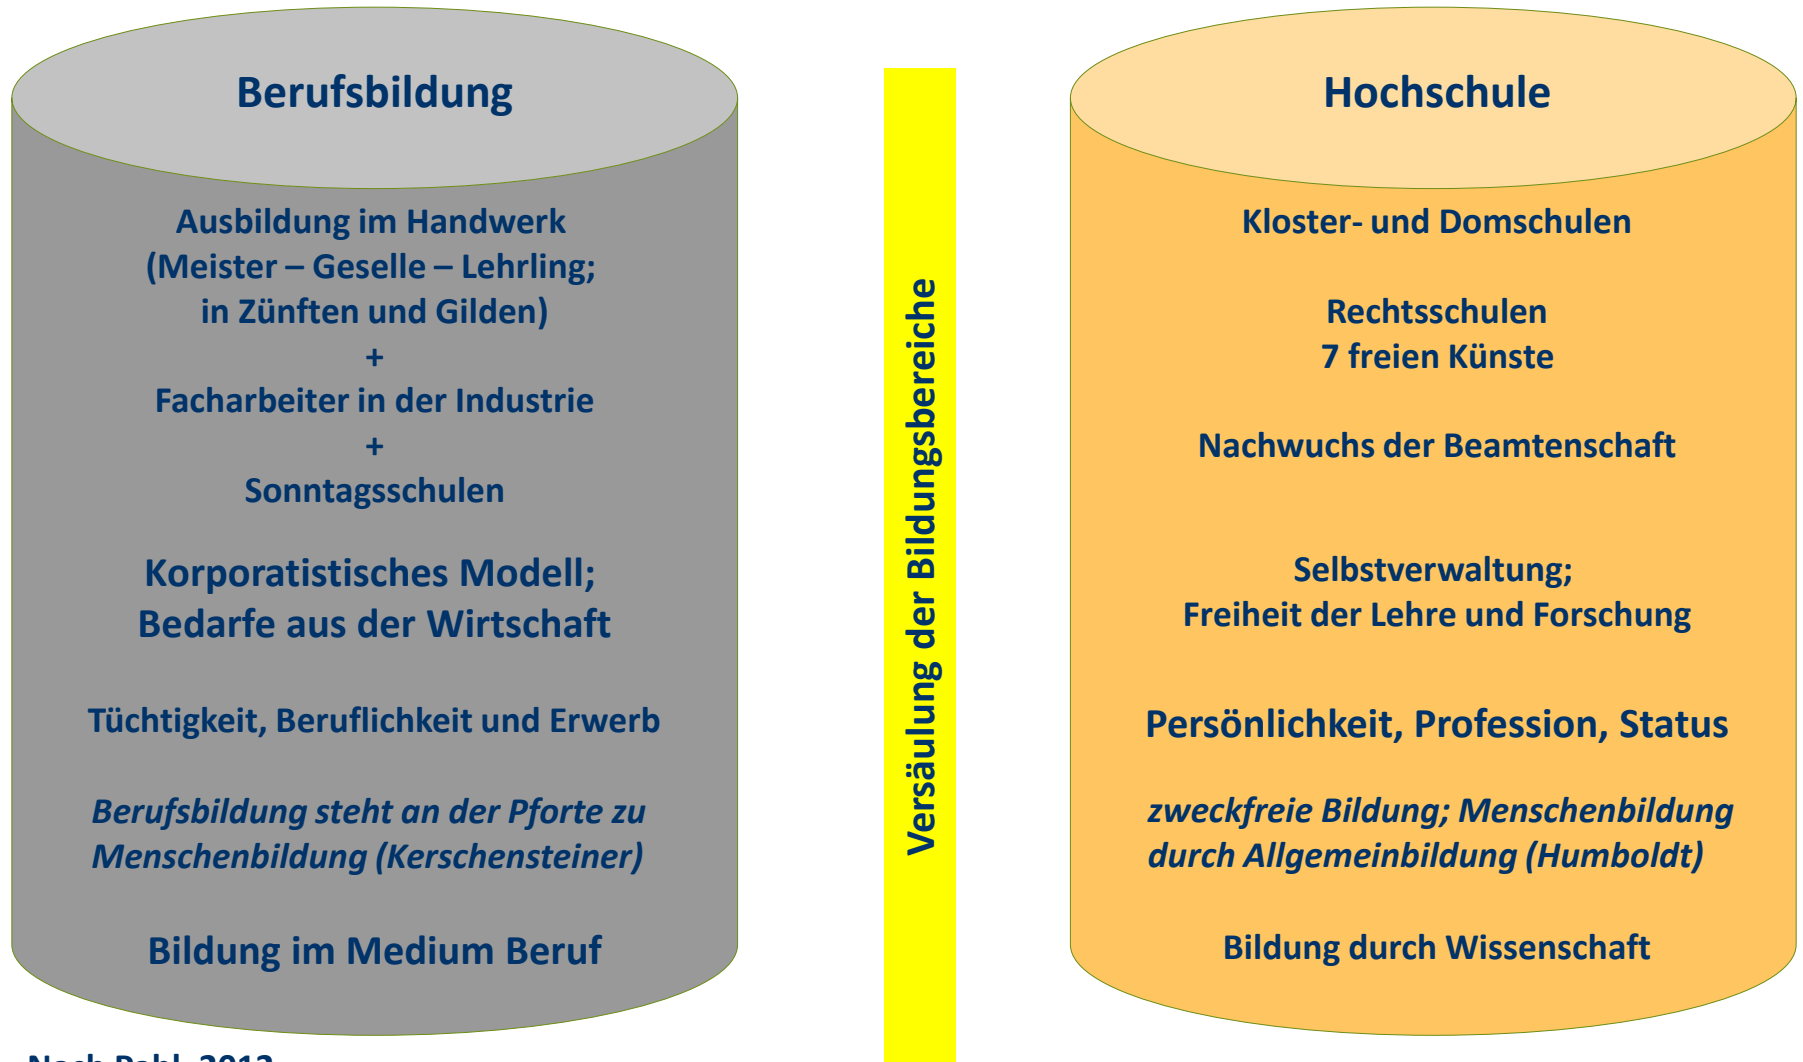 Berufsbildung
Ausbildung im Handwerk
(Meister – Geselle – Lehrling;
in Zünften und Gilden)
+
Facharbeiter in der Industrie
+
Sonntagsschulen
Korporatistisches Modell;
Bedarfe aus der Wirtschaft
Tüchtigkeit, Beruflichkeit und Erwerb
Berufsbildung steht an der Pforte zu
Menschenbildung (Kerschensteiner)
Bildung im Medium Beruf
Versäulung der Bildungsbereiche
Hochschule
Kloster- und Domschulen
Rechtsschulen
7 freien Künste
Nachwuchs der Beamtenschaft
Selbstverwaltung;
Freiheit der Lehre und Forschung
Persönlichkeit, Profession, Status
zweckfreie Bildung; Menschenbildung
durch Allgemeinbildung (Humboldt)
Bildung durch Wissenschaft
Nach Pahl, 2012